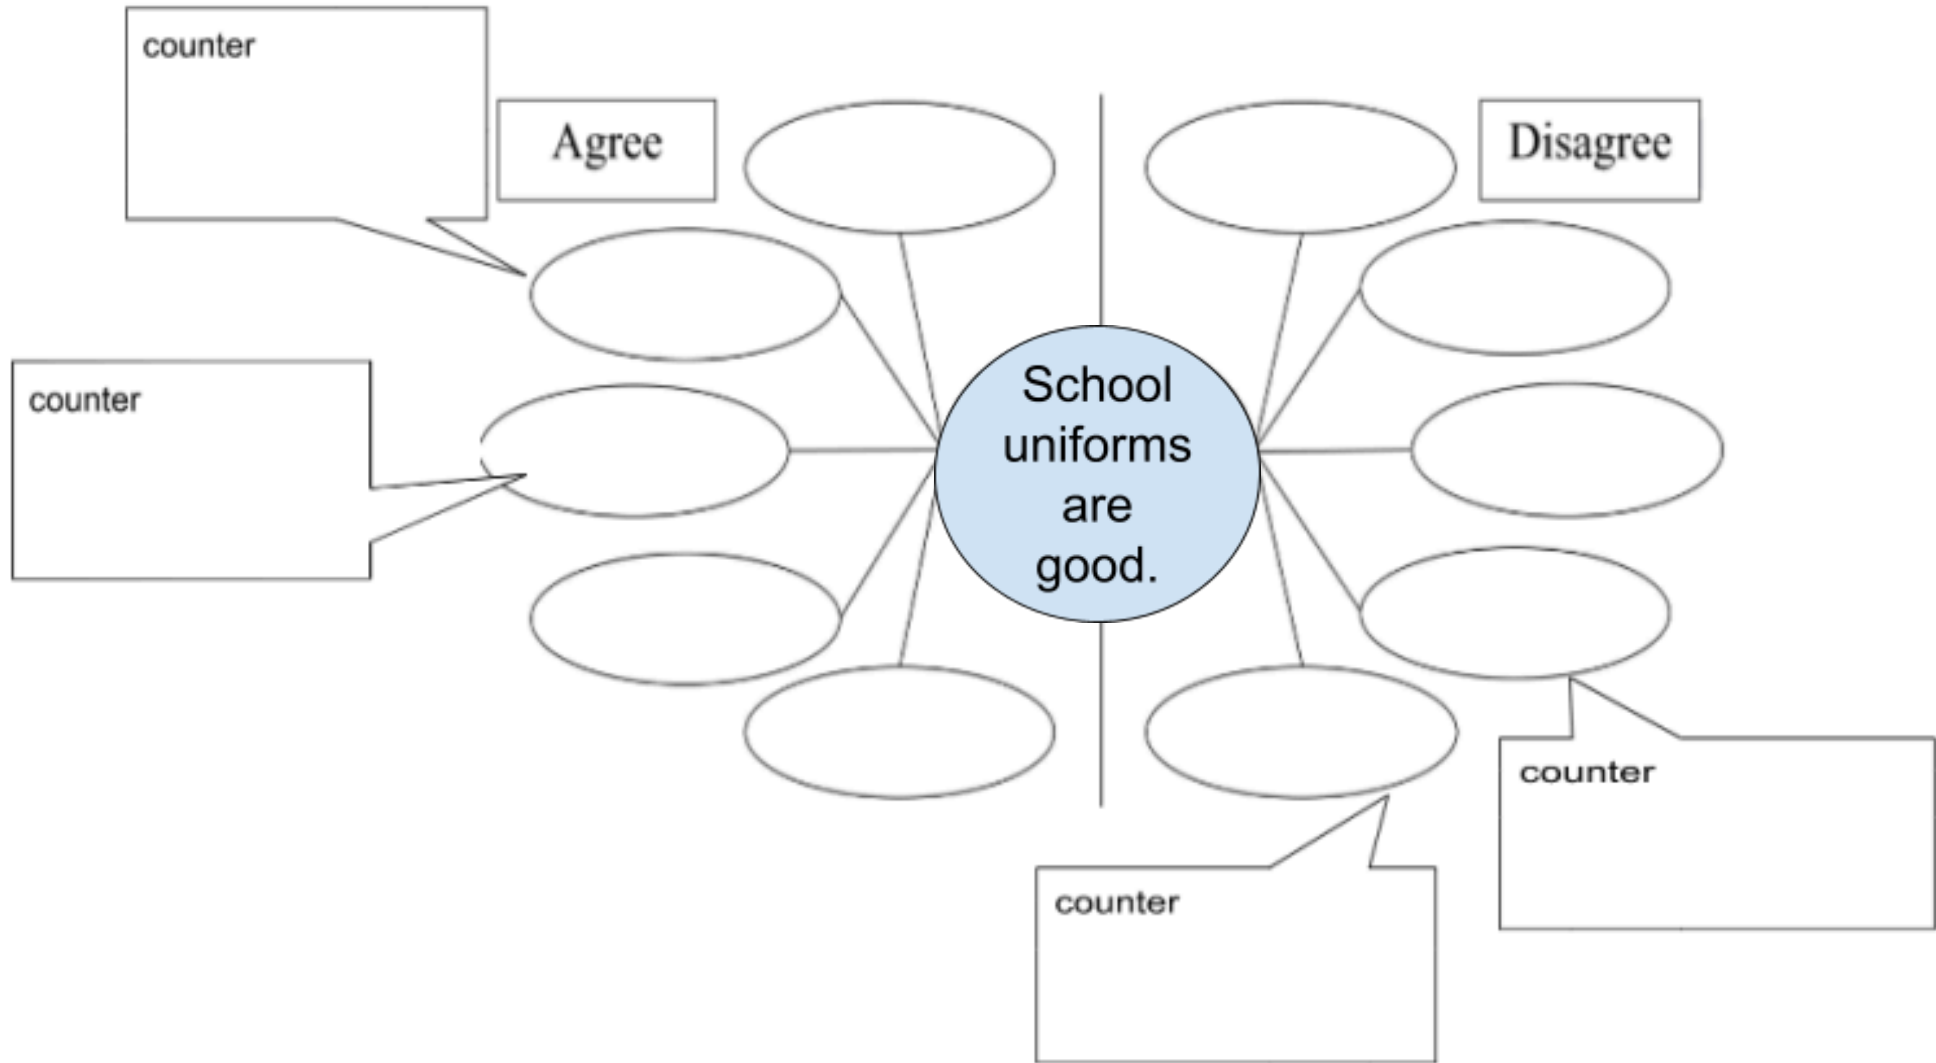 counter
Agree
Disagree
School
uniforms
are
good.
counter
counter
counter